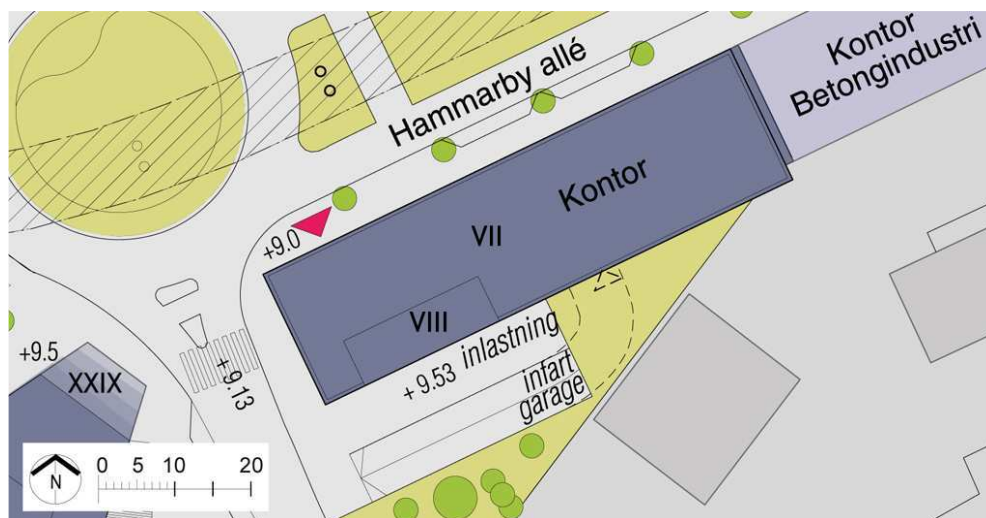 Kontor
Betongindustri
Hammarby allé
Kontor
VII
+9.0
VIII
inlastning
+9.53
infart
garage
+9.5
XXIX
+9.13
N
0 5 10 20